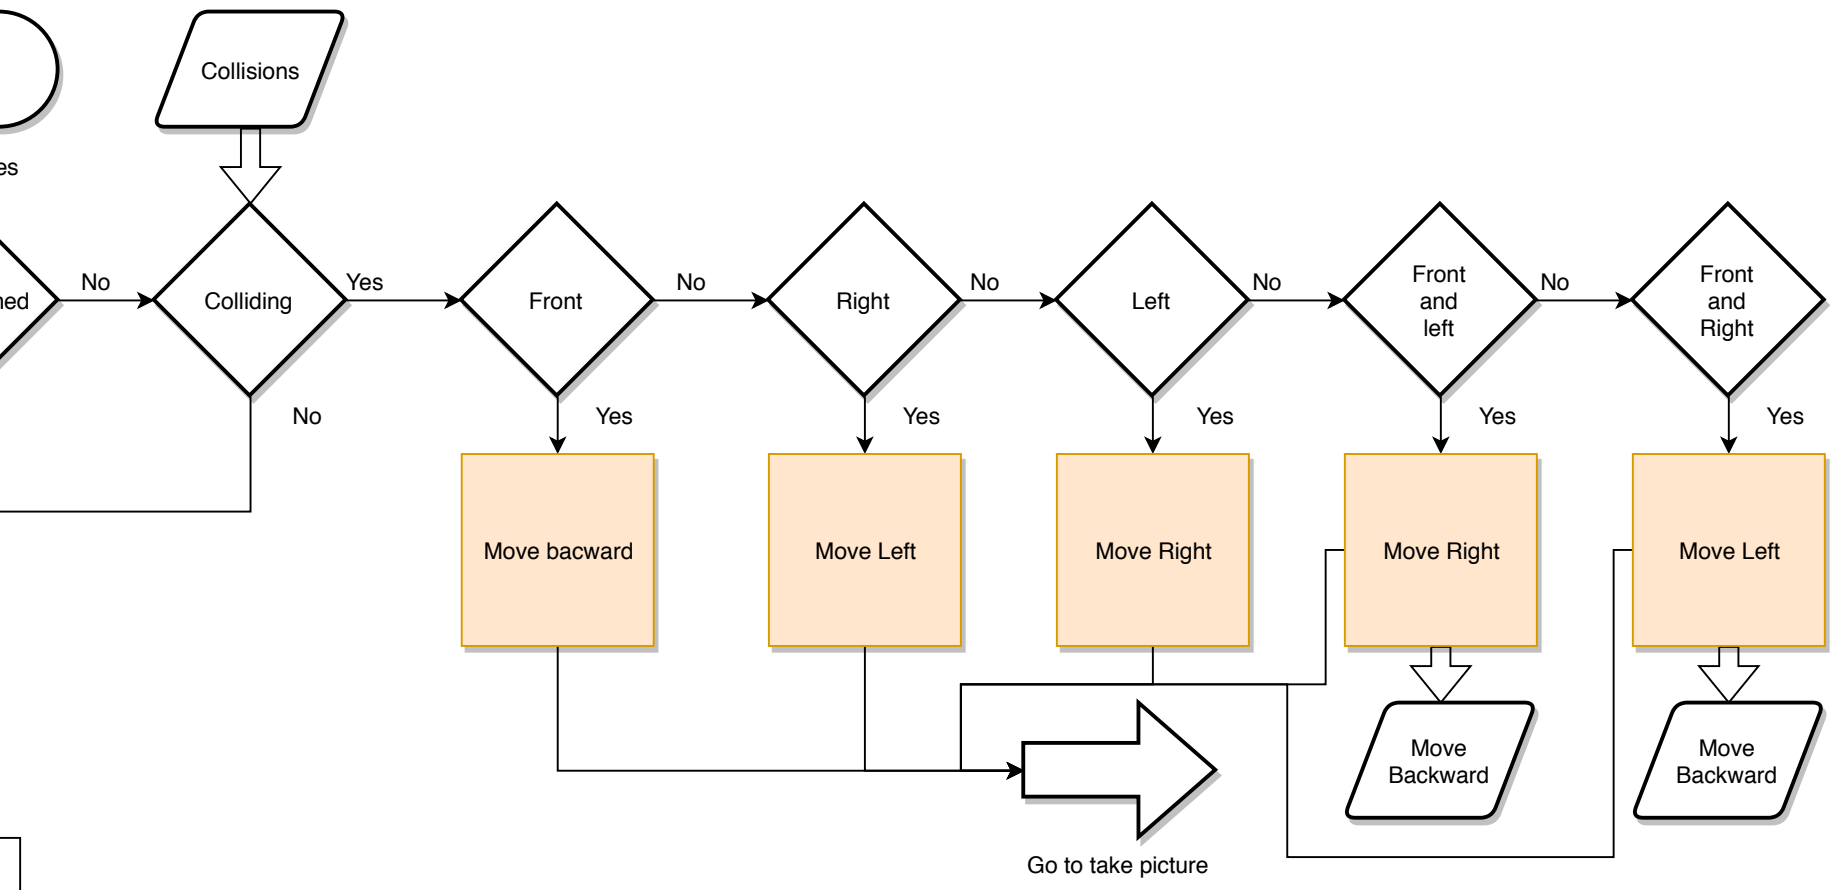 Collisions
No
Colliding
Yes
Front
No
Right
No
Left
No
Front
and
left
No
Front
and
Right
No
Yes
Yes
Yes
Yes
Yes
Move bacward
Move Left
Move Right
Move Right
Move Left
Move
Backward
Move
Backward
Go to take picture